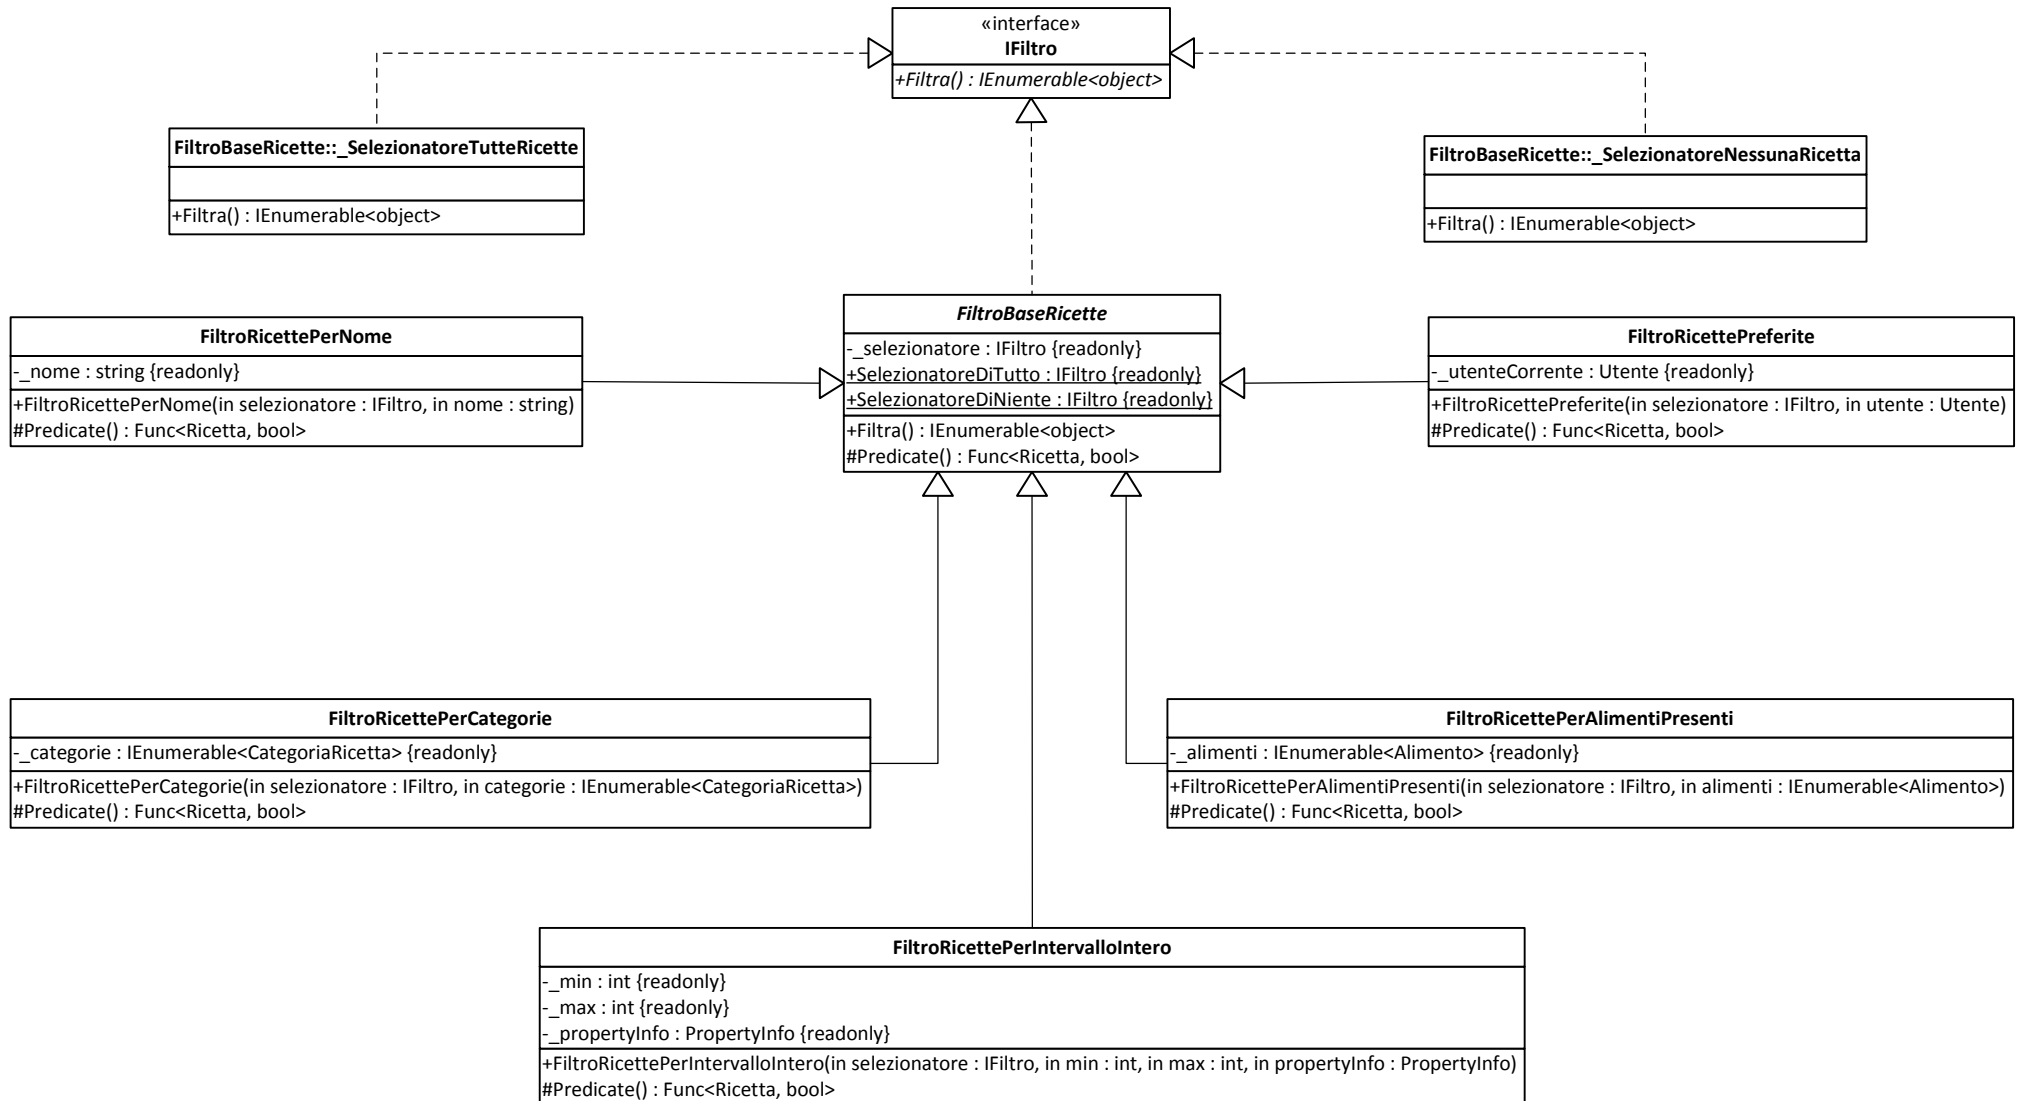 «interface»
IFiltro
+Filtra() : IEnumerable<object>
FiltroBaseRicette::_SelezionatoreTutteRicette
+Filtra() : IEnumerable<object>
FiltroBaseRicette::_SelezionatoreNessunaRicetta
+Filtra() : IEnumerable<object>
FiltroRicettePerNome
-_nome : string {readonly}
+FiltroRicettePerNome(in selezionatore : IFiltro, in nome : string)
#Predicate() : Func<Ricetta, bool>
FiltroBaseRicette
-_selezionatore : IFiltro {readonly}
+SelezionatoreDiTutto : IFiltro {readonly}
+SelezionatoreDiNiente : IFiltro {readonly}
+Filtra() : IEnumerable<object>
#Predicate() : Func<Ricetta, bool>
FiltroRicettePreferite
-_utenteCorrente : Utente {readonly}
+FiltroRicettePreferite(in selezionatore : IFiltro, in utente : Utente)
#Predicate() : Func<Ricetta, bool>
FiltroRicettePerCategorie
-_categorie : IEnumerable<CategoriaRicetta> {readonly}
+FiltroRicettePerCategorie(in selezionatore : IFiltro, in categorie : IEnumerable<CategoriaRicetta>)
#Predicate() : Func<Ricetta, bool>
FiltroRicettePerAlimentiPresenti
-_alimenti : IEnumerable<Alimento> {readonly}
+FiltroRicettePerAlimentiPresenti(in selezionatore : IFiltro, in alimenti : IEnumerable<Alimento>)
#Predicate() : Func<Ricetta, bool>
FiltroRicettePerIntervalloIntero
-_min : int {readonly}
-_max : int {readonly}
-_propertyInfo : PropertyInfo {readonly}
+FiltroRicettePerIntervalloIntero(in selezionatore : IFiltro, in min : int, in max : int, in propertyInfo : PropertyInfo)
#Predicate() : Func<Ricetta, bool>